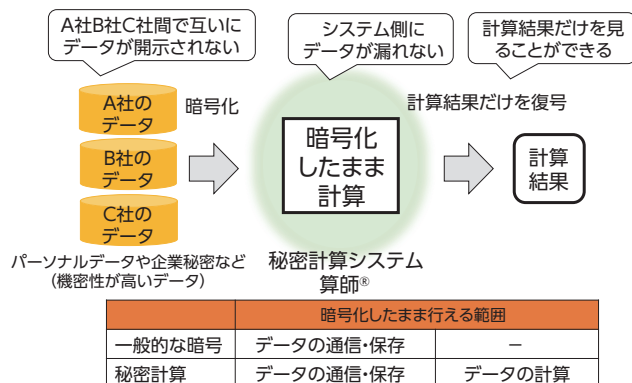 A社B社C社間で互いに
データが開示されない
システム側に
データが漏れない
計算結果だけを見
ることができる
A社の
データ
B社の
データ
C社の
データ
暗号化
暗号化
したまま
計算
計算結果だけを復号
計算
結果
パーソナルデータや企業秘密など
(機密性が高いデータ)
秘密計算システム
算師®
暗号化したまま行える範囲
一般的な暗号 データの通信・保存 −
秘密計算 データの通信・保存 データの計算